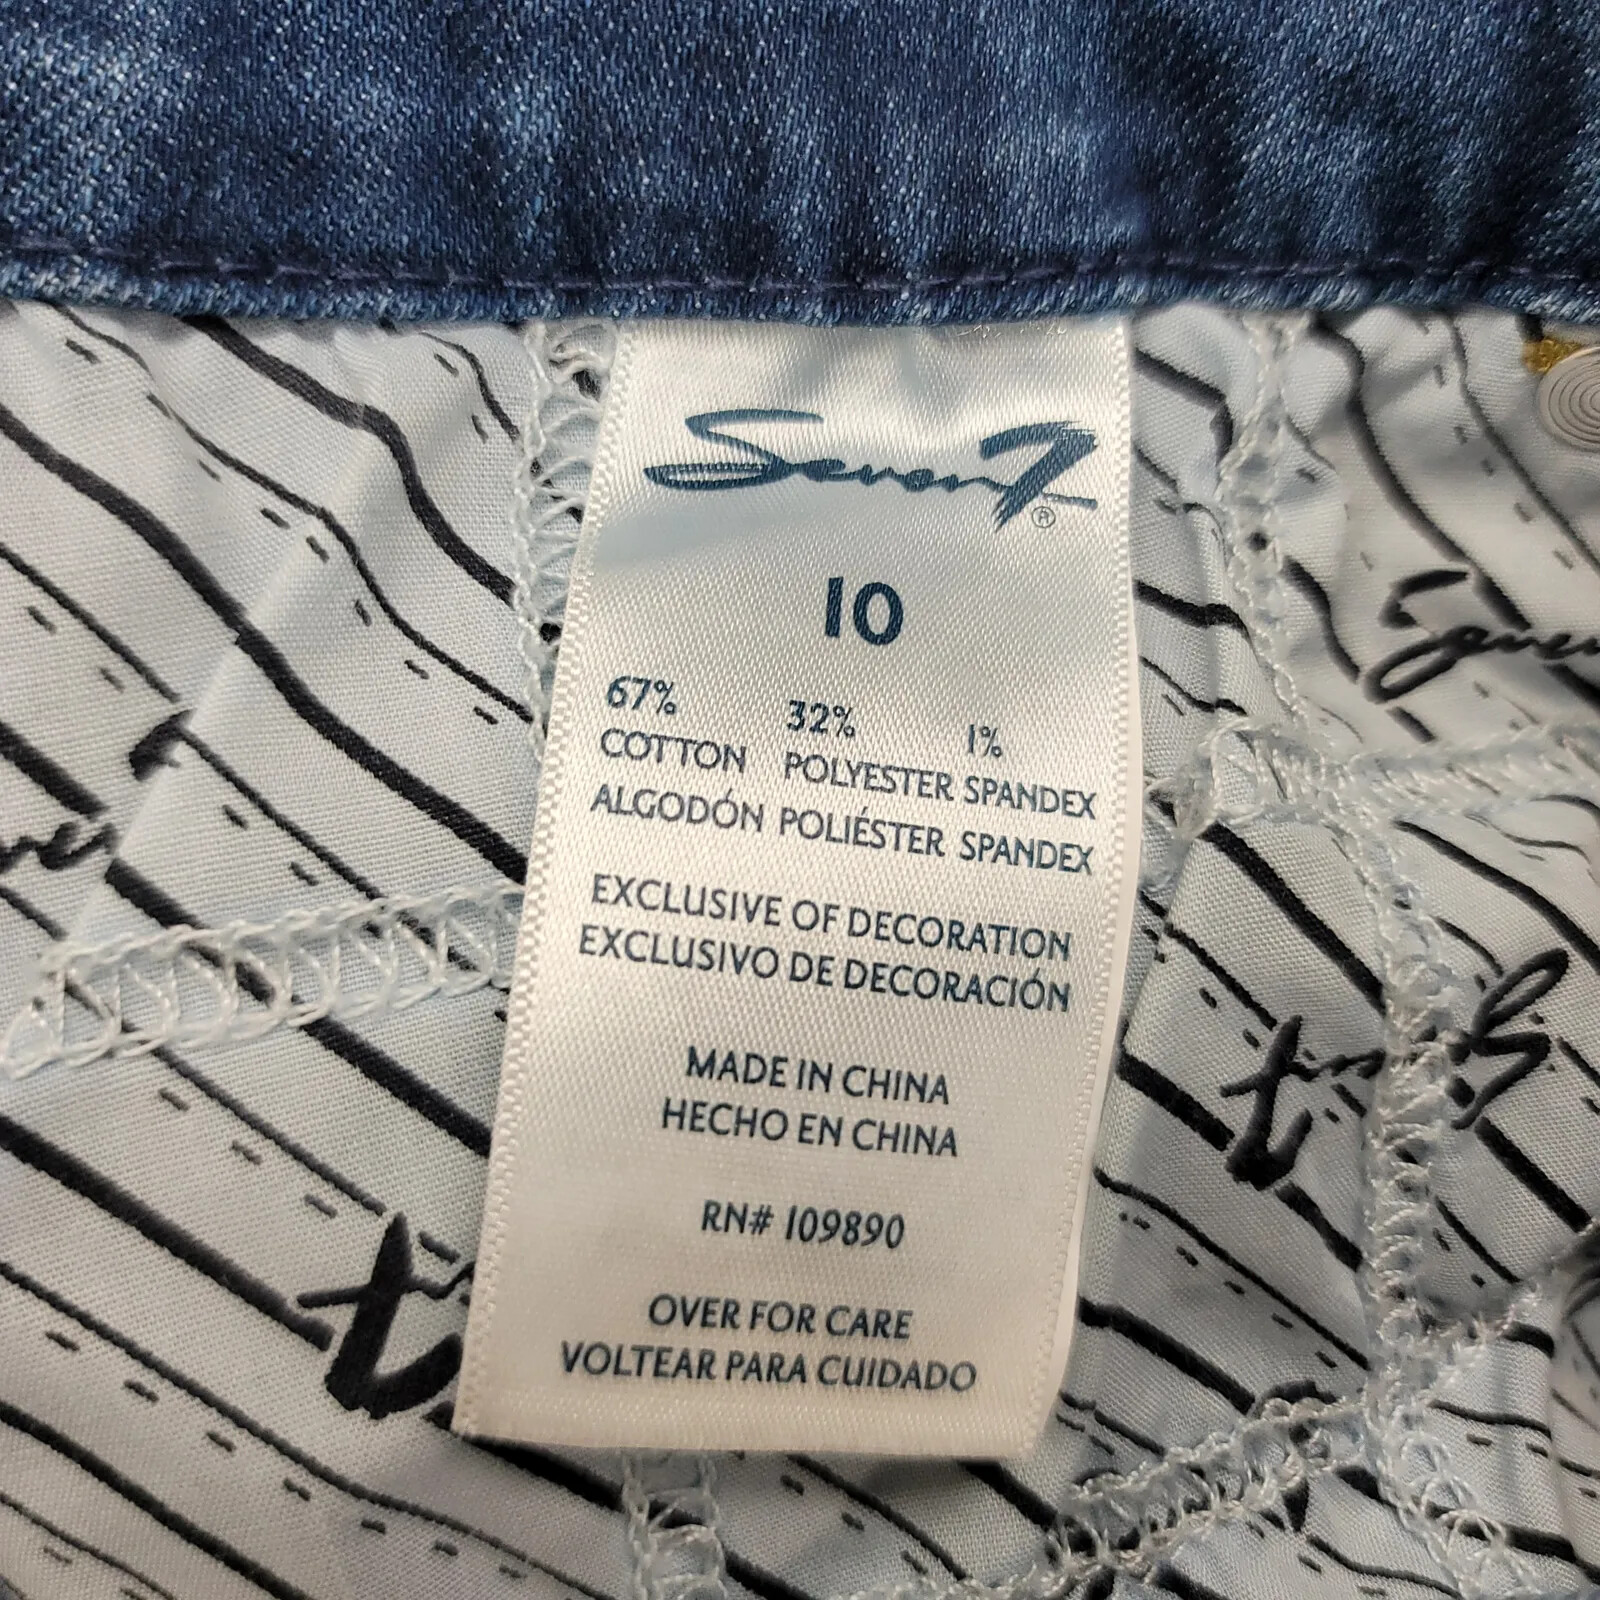 Seven7®
10
67% 32% 1%
COTTON POLYESTER SPANDEX
ALGODÓN POLIÉSTER SPANDEX
EXCLUSIVE OF DECORATION
EXCLUSIVO DE DECORACIÓN
MADE IN CHINA
HECHO EN CHINA
RN# 109890
OVER FOR CARE
VOLTEAR PARA CUIDADO